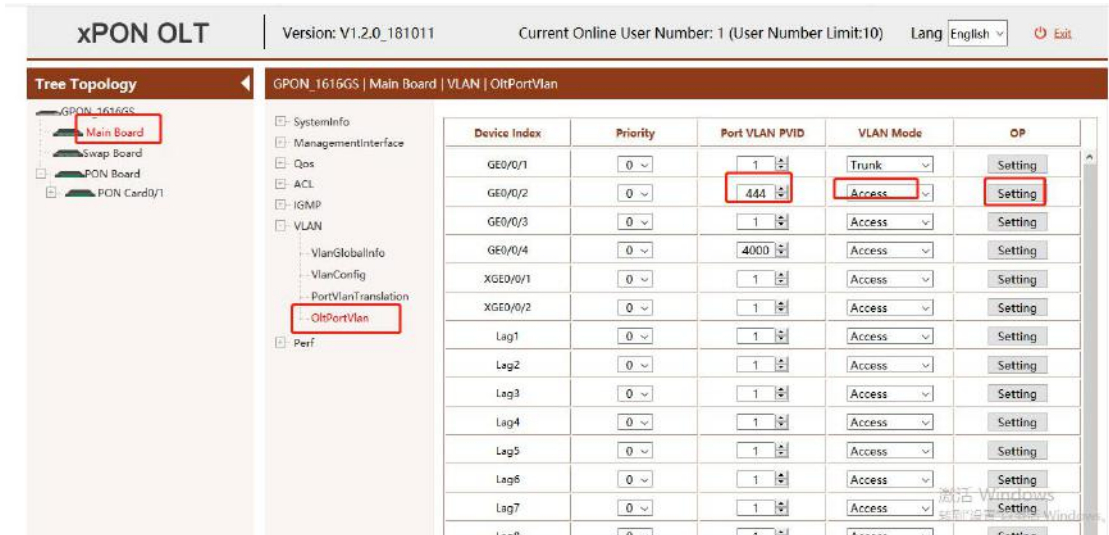 xPON OLT
Version: V1.2.0_181011
Current Online User Number: 1 (User Number Limit:10)
Lang English
Exit
Tree Topology
GPON_1616GS
Main Board
Swap Board
PON Board
PON Card0/1
GPON_1616GS | Main Board | VLAN | OltPortVlan
SystemInfo
ManagementInterface
Qos
ACL
IGMP
VLAN
VlanGlobalInfo
VlanConfig
PortVlanTranslation
OltPortVlan
Perf
Device Index Priority Port VLAN PVID VLAN Mode OP
GE0/0/1 0 1 Trunk Setting
GE0/0/2 0 444 Access Setting
GE0/0/3 0 1 Access Setting
GE0/0/4 0 4000 Access Setting
XGE0/0/1 0 1 Access Setting
XGE0/0/2 0 1 Access Setting
Lag1 0 1 Access Setting
Lag2 0 1 Access Setting
Lag3 0 1 Access Setting
Lag4 0 1 Access Setting
Lag5 0 1 Access Setting
Lag6 0 1 Access Setting
Lag7 0 1 Access Setting
激活 Windows